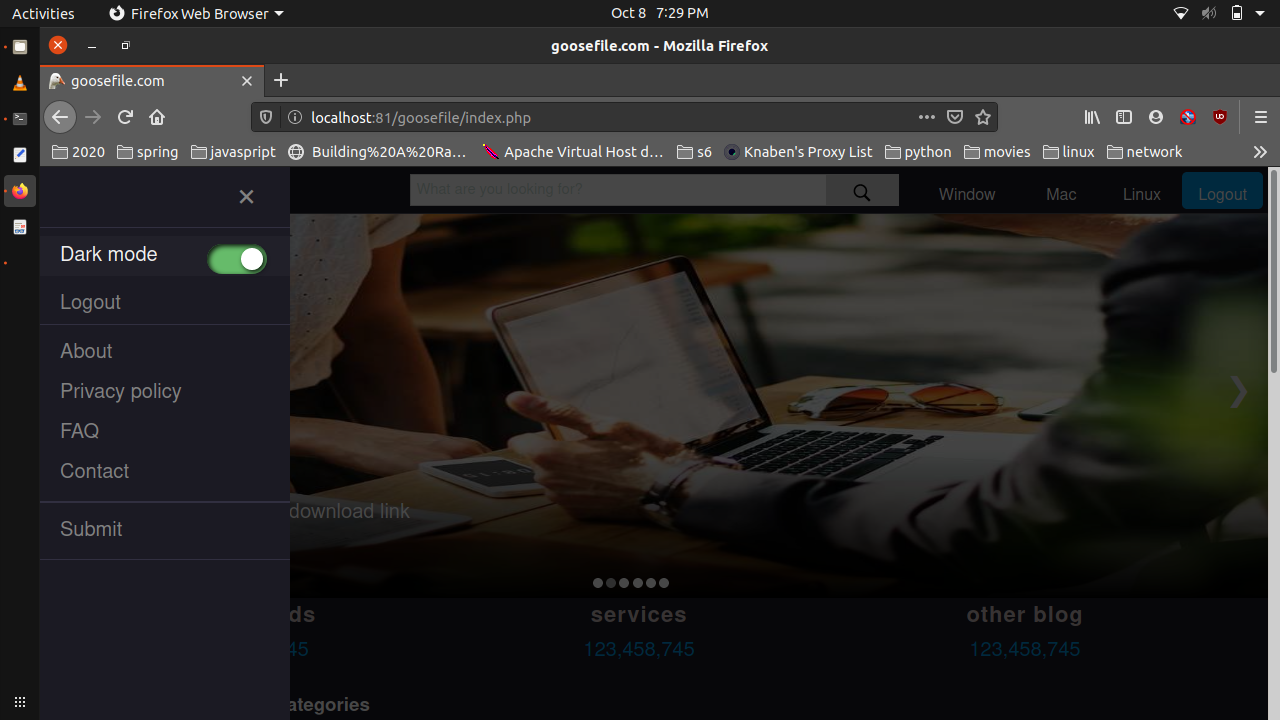 Activities Firefox Web Browser Oct 8 7:29 PM
goosefile.com - Mozilla Firefox
goosefile.com
localhost:81/goosefile/index.php
2020 spring javasript Building%20A%20Ra… Apache Virtual Host d… s6 Knaben's Proxy List python movies linux network
What are you looking for? Window Mac Linux Logout
Dark mode
Logout
About
Privacy policy
FAQ
Contact
Submit
download link
ds services other blog
745 123,458,745 123,458,745
ategories